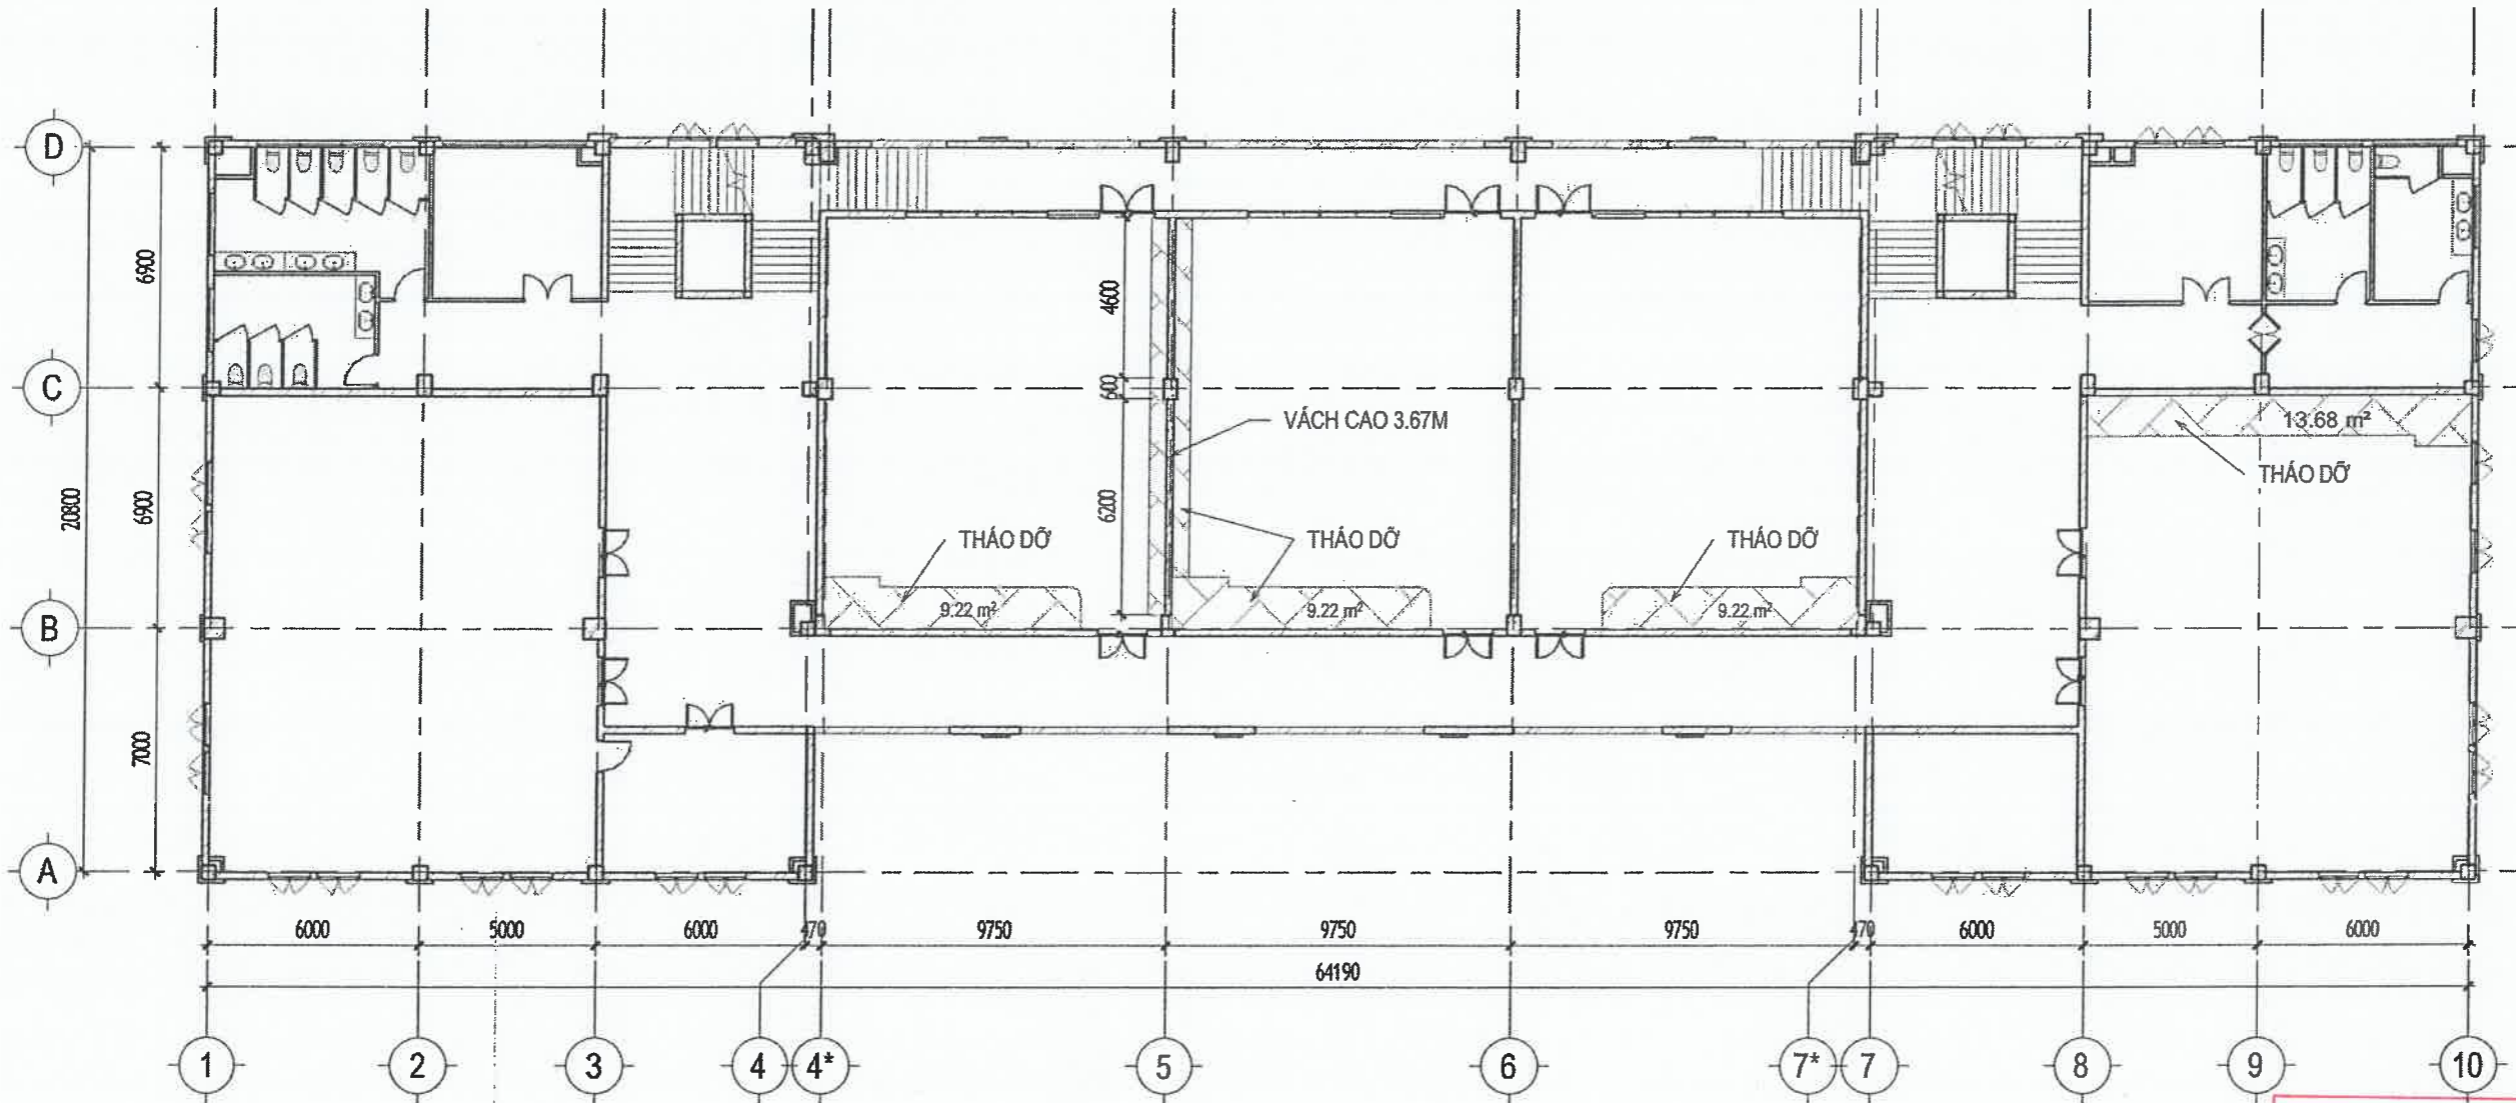 D
C
13.68 m²
VÁCH CAO 3.67M
THÁO DỠ
THÁO DỠ
THÁO DỠ
THÁO DỠ
9.22 m²
9.22 m²
9.22 m²
B
A
6900
6900
7000
20800
4600
600
6200
6000
5000
6000
470
9750
9750
9750
470
6000
5000
6000
64190
1
2
3
4
4*
5
6
7*
7
8
9
10